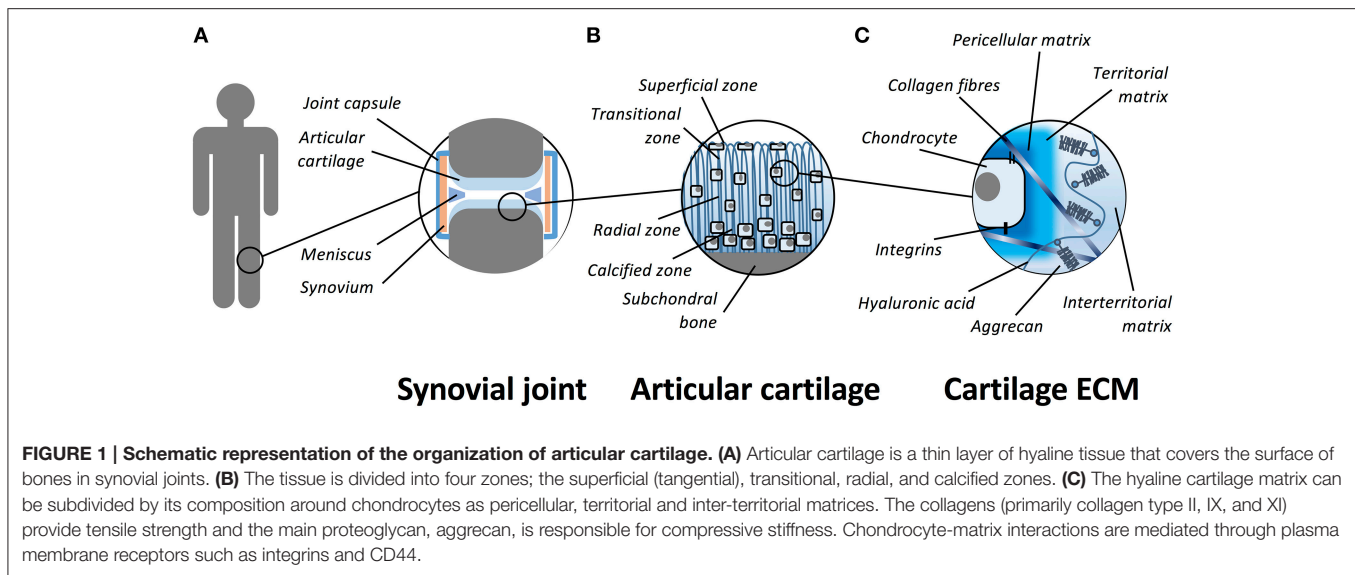 A
B
C
Joint capsule
Articular
cartilage
Meniscus
Synovium
Superficial zone
Transitional
zone
Radial zone
Calcified zone
Subchondral
bone
Pericellular matrix
Collagen fibres
Territorial
matrix
Chondrocyte
Integrins
Hyaluronic acid
Aggrecan
Interterritorial
matrix
Synovial joint
Articular cartilage
Cartilage ECM
FIGURE 1 | Schematic representation of the organization of articular cartilage. (A) Articular cartilage is a thin layer of hyaline tissue that covers the surface of
bones in synovial joints. (B) The tissue is divided into four zones; the superficial (tangential), transitional, radial, and calcified zones. (C) The hyaline cartilage matrix can
be subdivided by its composition around chondrocytes as pericellular, territorial and inter-territorial matrices. The collagens (primarily collagen type II, IX, and XI)
provide tensile strength and the main proteoglycan, aggrecan, is responsible for compressive stiffness. Chondrocyte-matrix interactions are mediated through plasma
membrane receptors such as integrins and CD44.